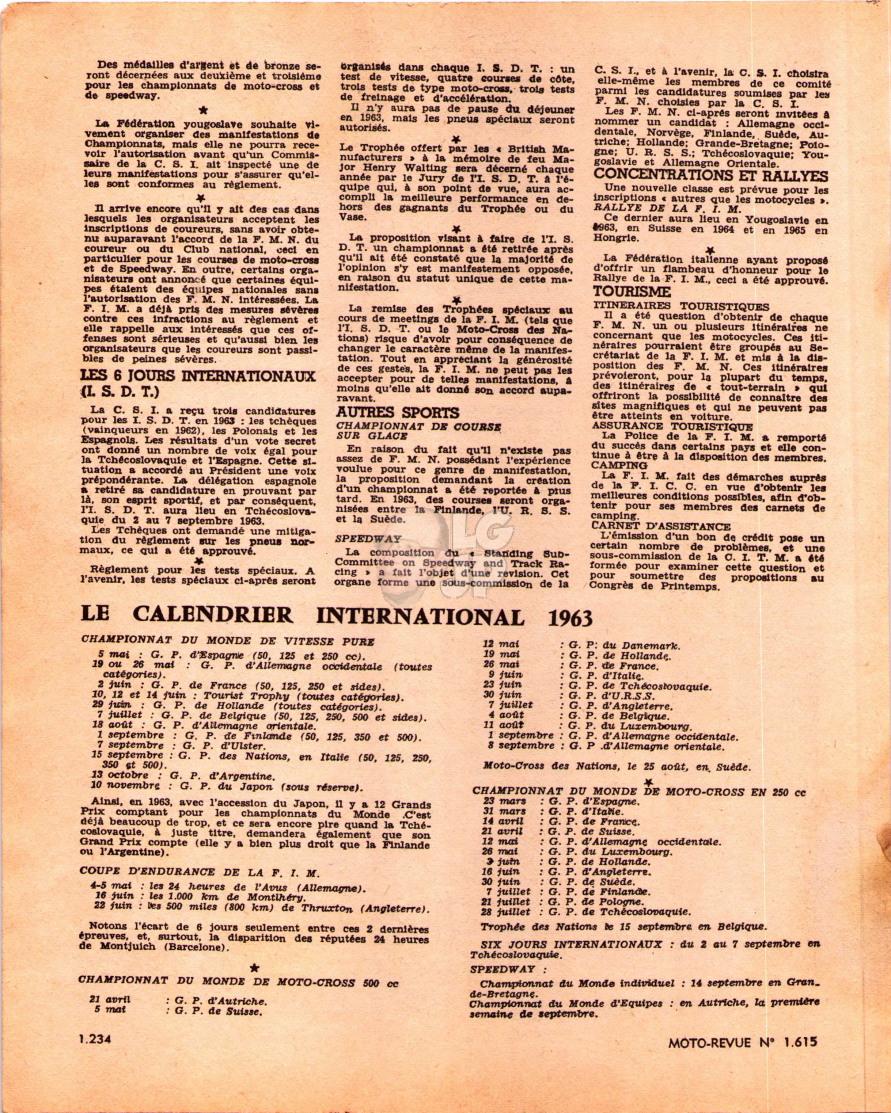 Des médailles d'argent et de bronze se-
ront décernées aux deuxième et troisième
pour les championnats de moto-cross et
de speedway.
★
La Fédération yougoslave souhaite vi-
vement organiser des manifestations de
Championnats, mais elle ne pourra rece-
voir l'autorisation avant qu'un Commis-
saire de la C. S. I. ait inspecté une de
leurs manifestations pour s'assurer qu'el-
les sont conformes au règlement.
★
Il arrive encore qu'il y ait des cas dans
lesquels les organisateurs acceptent les
inscriptions de coureurs, sans avoir obte-
nu auparavant l'accord de la F. M. N. du
coureur ou du Club national, ceci en
particulier pour les courses de moto-cross
et de Speedway. En outre, certains orga-
nisateurs ont annoncé que certaines équi-
pes étaient des équipes nationales sans
l'autorisation des F. M. N. intéressées. La
F. I. M. a déjà pris des mesures sévères
contre ces infractions au règlement et
elle rappelle aux intéressés que ces of-
fenses sont sérieuses et qu'aussi bien les
organisateurs que les coureurs sont passi-
bles de peines sévères.
LES 6 JOURS INTERNATIONAUX
(I. S. D. T.)
La C. S. I. a reçu trois candidatures
pour les I. S. D. T. en 1963 : les tchèques
(vainqueurs en 1962), les Polonais et les
Espagnols. Les résultats d'un vote secret
ont donné un nombre de voix égal pour
la Tchécoslovaquie et l'Espagne. Cette si-
tuation a accordé au Président une voix
prépondérante. La délégation espagnole
a retiré sa candidature en prouvant par
là, son esprit sportif, et par conséquent,
l'I. S. D. T. aura lieu en Tchécoslova-
quie du 2 au 7 septembre 1963.
Les Tchèques ont demandé une mitiga-
tion du règlement sur les pneus nor-
maux, ce qui a été approuvé.
★
Règlement pour les tests spéciaux. A
l'avenir, les tests spéciaux ci-après seront
organisés dans chaque I. S. D. T. : un
test de vitesse, quatre courses de côte,
trois tests de type moto-cross, trois tests
de freinage et d'accélération.
Il n'y aura pas de pause du déjeuner
en 1963, mais les pneus spéciaux seront
autorisés.
★
Le Trophée offert par les « British Ma-
nufacturers » à la mémoire de feu Ma-
jor Henry Walting sera décerné chaque
année par le Jury de l'I. S. D. T. à l'é-
quipe qui, à son point de vue, aura ac-
compli la meilleure performance en de-
hors des gagnants du Trophée ou du
Vase.
★
La proposition visant à faire de l'I. S.
D. T. un championnat a été retirée après
qu'il ait été constaté que la majorité de
l'opinion s'y est manifestement opposée,
en raison du statut unique de cette ma-
nifestation.
★
La remise des Trophées spéciaux au
cours de meetings de la F. I. M. (tels que
l'I. S. D. T. ou le Moto-Cross des Na-
tions) risque d'avoir pour conséquence de
changer le caractère même de la manifes-
tation. Tout en appréciant la générosité
de ces gestes, la F. I. M. ne peut pas les
accepter pour de telles manifestations, à
moins qu'elle ait donné son accord aupa-
ravant.
AUTRES SPORTS
CHAMPIONNAT DE COURSE
SUR GLACE
En raison du fait qu'il n'existe pas
assez de F. M. N. possédant l'expérience
voulue pour ce genre de manifestation,
la proposition demandant la création
d'un championnat a été reportée à plus
tard. En 1963, des courses seront orga-
nisées entre la Finlande, l'U. R. S. S.
et la Suède.
SPEEDWAY
La composition du « Standing Sub-
Committee on Speedway and Track Ra-
cing » a fait l'objet d'une révision. Cet
organe forme une sous-commission de la
C. S. I., et à l'avenir, la C. S. I. choisira
elle-même les membres de ce comité
parmi les candidatures soumises par les
F. M. N. choisies par la C. S. I.
Les F. M. N. ci-après seront invitées à
nommer un candidat : Allemagne occi-
dentale, Norvège, Finlande, Suède, Au-
triche; Hollande; Grande-Bretagne; Polo-
gne; U. R. S. S.; Tchécoslovaquie; You-
goslavie et Allemagne Orientale.
CONCENTRATIONS ET RALLYES
Une nouvelle classe est prévue pour les
inscriptions « autres que les motocycles ».
RALLYE DE LA F. I. M.
Ce dernier aura lieu en Yougoslavie en
1963, en Suisse en 1964 et en 1965 en
Hongrie.
★
La Fédération italienne ayant proposé
d'offrir un flambeau d'honneur pour le
Rallye de la F. I. M., ceci a été approuvé.
TOURISME
ITINERAIRES TOURISTIQUES
Il a été question d'obtenir de chaque
F. M. N. un ou plusieurs itinéraires ne
concernant que les motocycles. Ces iti-
néraires pourraient être groupés au Se-
crétariat de la F. I. M. et mis à la dis-
position des F. M. N. Ces itinéraires
prévoieront, pour la plupart du temps,
des itinéraires de « tout-terrain » qui
offriront la possibilité de connaître des
sites magnifiques et qui ne peuvent pas
être atteints en voiture.
ASSURANCE TOURISTIQUE
La Police de la F. I. M. a remporté
du succès dans certains pays et elle con-
tinue à être à la disposition des membres.
CAMPING
La F. I. M. fait des démarches auprès
de la F. I. C. C. en vue d'obtenir les
meilleures conditions possibles, afin d'ob-
tenir pour ses membres des carnets de
camping.
CARNET D'ASSISTANCE
L'émission d'un bon de crédit pose un
certain nombre de problèmes, et une
sous-commission de la C. I. T. M. a été
formée pour examiner cette question et
pour soumettre des propositions au
Congrès de Printemps.
LE CALENDRIER INTERNATIONAL 1963
CHAMPIONNAT DU MONDE DE VITESSE PURE
5 mai : G. P. d'Espagne (50, 125 et 250 cc).
19 ou 26 mai : G. P. d'Allemagne occidentale (toutes
catégories).
2 juin : G. P. de France (50, 125, 250 et sides).
10, 12 et 14 juin : Tourist Trophy (toutes catégories).
29 juin : G. P. de Hollande (toutes catégories).
7 juillet : G. P. de Belgique (50, 125, 250, 500 et sides).
18 août : G. P. d'Allemagne orientale.
1 septembre : G. P. de Finlande (50, 125, 350 et 500).
7 septembre : G. P. d'Ulster.
15 septembre : G. P. des Nations, en Italie (50, 125, 250,
350 et 500).
13 octobre : G. P. d'Argentine.
10 novembre : G. P. du Japon (sous réserve).
Ainsi, en 1963, avec l'accession du Japon, il y a 12 Grands
Prix comptant pour les championnats du Monde .C'est
déjà beaucoup de trop, et ce sera encore pire quand la Tché-
coslovaquie, à juste titre, demandera également que son
Grand Prix compte (elle y a bien plus droit que la Finlande
ou l'Argentine).
COUPE D'ENDURANCE DE LA F. I. M.
4-5 mai : les 24 heures de l'Avus (Allemagne).
16 juin : les 1.000 km de Montlhéry.
22 juin : les 500 miles (800 km) de Thruxton (Angleterre).
Notons l'écart de 6 jours seulement entre ces 2 dernières
épreuves, et, surtout, la disparition des réputées 24 heures
de Montjuich (Barcelone).
★
CHAMPIONNAT DU MONDE DE MOTO-CROSS 500 cc
21 avril : G. P. d'Autriche.
5 mai : G. P. de Suisse.
12 mai : G. P. du Danemark.
19 mai : G. P. de Hollande.
26 mai : G. P. de France.
9 juin : G. P. d'Italie.
23 juin : G. P. de Tchécoslovaquie.
30 juin : G. P. d'U.R.S.S.
7 juillet : G. P. d'Angleterre.
4 août : G. P. de Belgique.
11 août : G. P. du Luxembourg.
1 septembre : G. P. d'Allemagne occidentale.
8 septembre : G. P .d'Allemagne orientale.
Moto-Cross des Nations, le 25 août, en Suède.
★
CHAMPIONNAT DU MONDE DE MOTO-CROSS EN 250 cc
23 mars : G. P. d'Espagne.
31 mars : G. P. d'Italie.
14 avril : G. P. de France.
21 avril : G. P. de Suisse.
12 mai : G. P. d'Allemagne occidentale.
26 mai : G. P. du Luxembourg.
3 juin : G. P. de Hollande.
16 juin : G. P. d'Angleterre.
30 juin : G. P. de Suède.
7 juillet : G. P. de Finlande.
21 juillet : G. P. de Pologne.
28 juillet : G. P. de Tchécoslovaquie.
Trophée des Nations le 15 septembre en Belgique.
SIX JOURS INTERNATIONAUX : du 2 au 7 septembre en
Tchécoslovaquie.
SPEEDWAY :
Championnat du Monde individuel : 14 septembre en Gran-
de-Bretagne.
Championnat du Monde d'Equipes : en Autriche, la première
semaine de septembre.
1.234
MOTO-REVUE N° 1.615